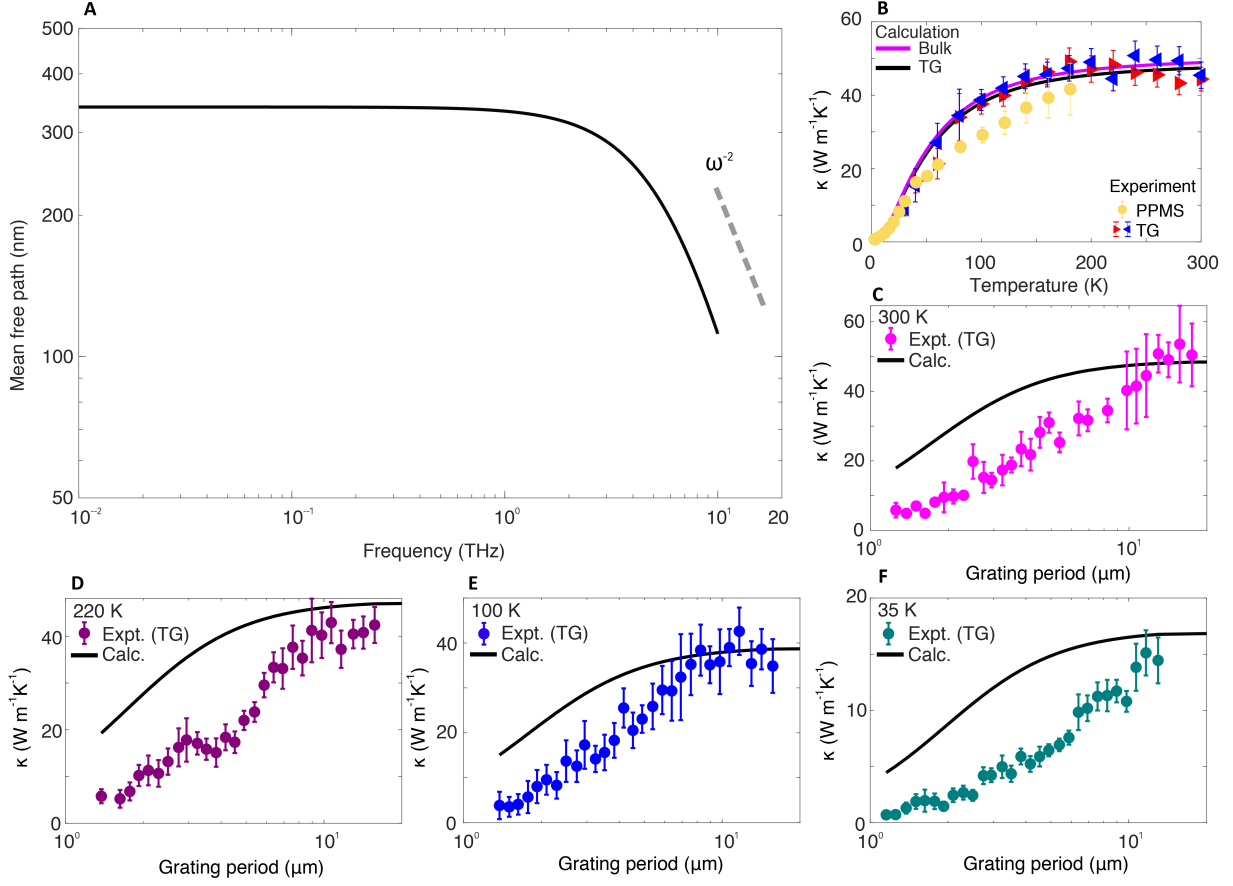 A
500
400
300
200
100
50
Mean free path (nm)
ω⁻²
10⁻²
10⁻¹
10⁰
10¹
20
Frequency (THz)
B
Calculation
Bulk
TG
60
40
20
0
κ (W m⁻¹K⁻¹)
Experiment
PPMS
TG
0
100
200
300
Temperature (K)
C
300 K
Expt. (TG)
Calc.
60
40
20
0
κ (W m⁻¹K⁻¹)
10⁰
10¹
Grating period (μm)
D
220 K
Expt. (TG)
Calc.
40
20
0
κ (W m⁻¹K⁻¹)
10⁰
10¹
Grating period (μm)
E
100 K
Expt. (TG)
Calc.
40
20
0
κ (W m⁻¹K⁻¹)
10⁰
10¹
Grating period (μm)
F
35 K
Expt. (TG)
Calc.
20
10
0
κ (W m⁻¹K⁻¹)
10⁰
10¹
Grating period (μm)